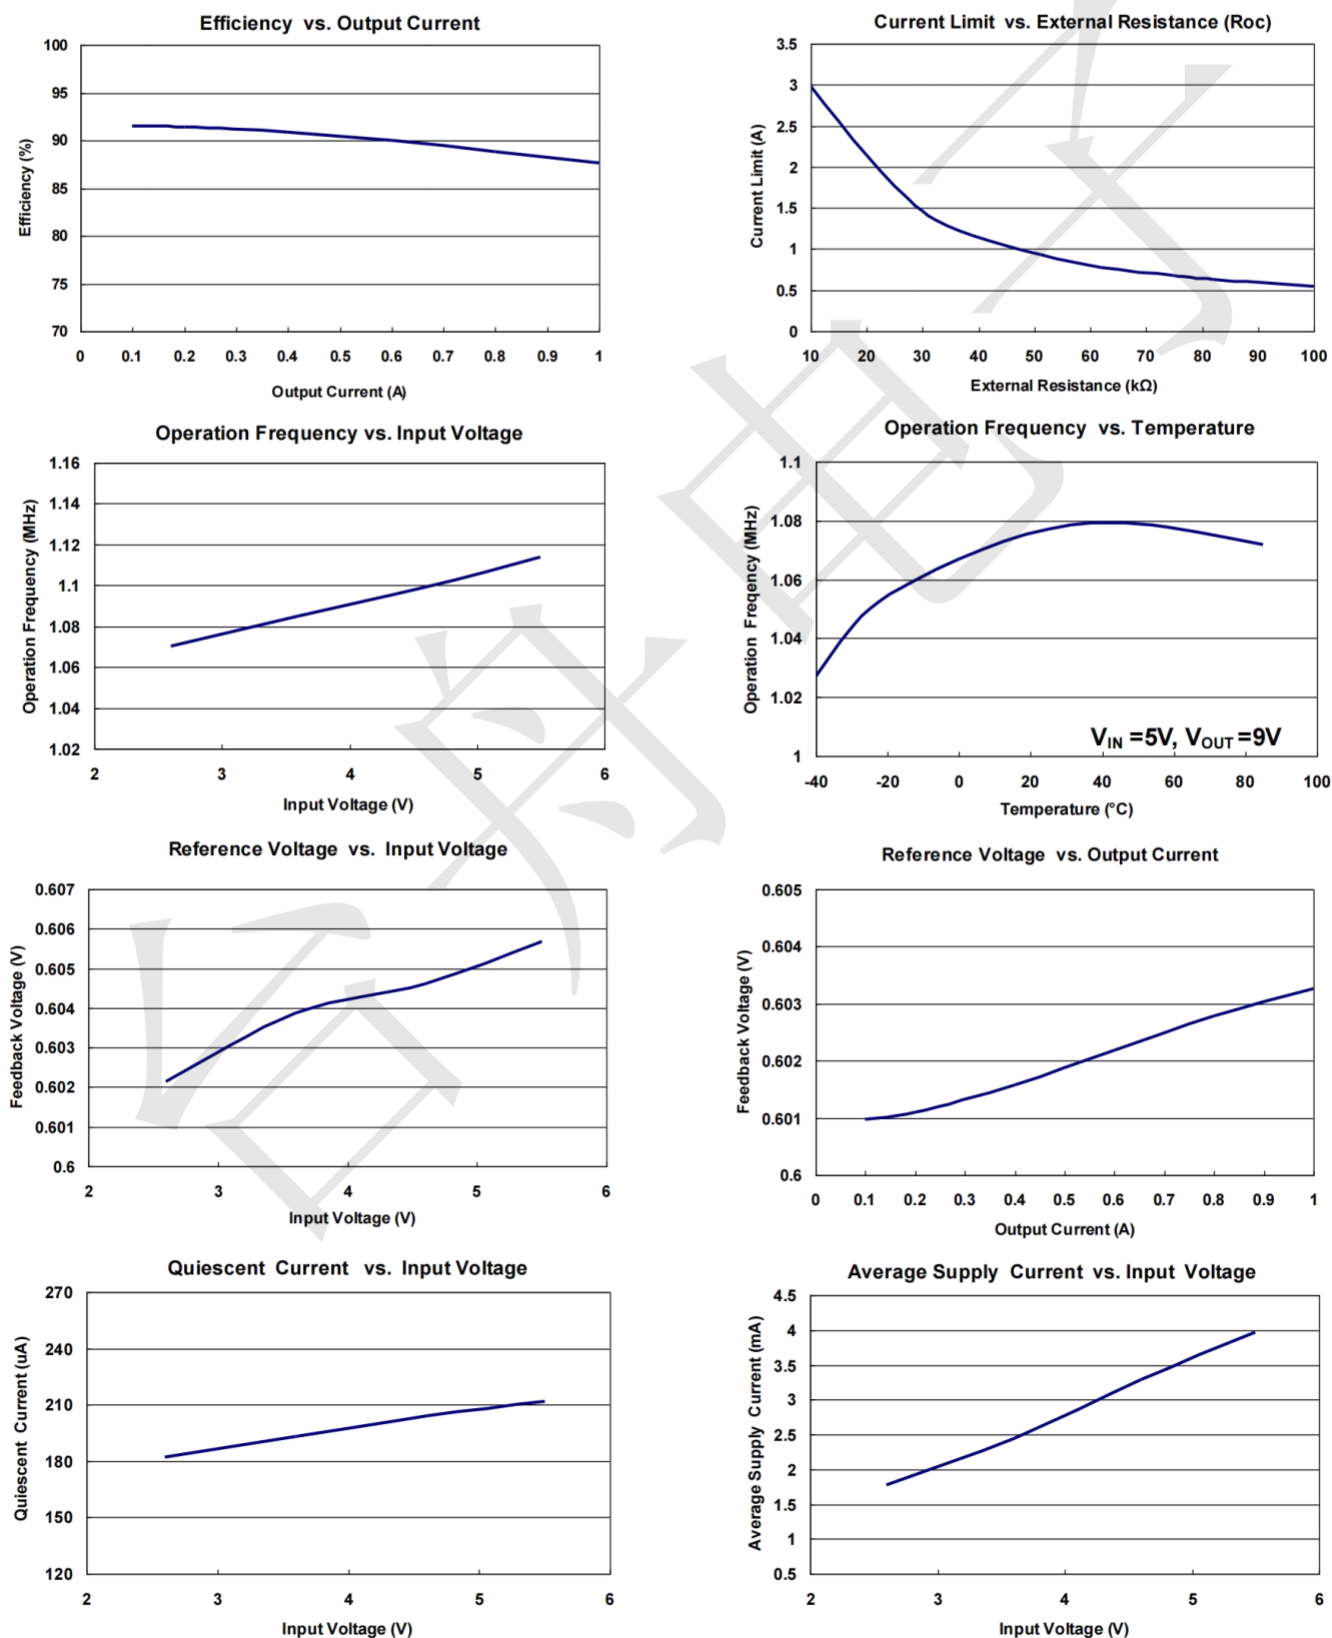 Efficiency vs. Output Current
100
95
90
85
80
75
70
Efficiency (%)
0 0.1 0.2 0.3 0.4 0.5 0.6 0.7 0.8 0.9 1
Output Current (A)
Current Limit vs. External Resistance (Roc)
3.5
3
2.5
2
1.5
1
0.5
0
Current Limit (A)
10 20 30 40 50 60 70 80 90 100
External Resistance (kΩ)
Operation Frequency vs. Input Voltage
1.16
1.14
1.12
1.1
1.08
1.06
1.04
1.02
Operation Frequency (MHz)
2 3 4 5 6
Input Voltage (V)
Operation Frequency vs. Temperature
1.1
1.08
1.06
1.04
1.02
1
Operation Freqency (MHz)
V_IN =5V, V_OUT =9V
-40 -20 0 20 40 60 80 100
Temperature (°C)
Reference Voltage vs. Input Voltage
0.607
0.606
0.605
0.604
0.603
0.602
0.601
0.6
Feedback Voltage (V)
2 3 4 5 6
Input Voltage (V)
Reference Voltage vs. Output Current
0.605
0.604
0.603
0.602
0.601
0.6
Feedback Voltage (V)
0 0.1 0.2 0.3 0.4 0.5 0.6 0.7 0.8 0.9 1
Output Current (A)
Quiescent Current vs. Input Voltage
270
240
210
180
150
120
Quiescent Current (uA)
2 3 4 5 6
Input Voltage (V)
Average Supply Current vs. Input Voltage
4.5
4
3.5
3
2.5
2
1.5
1
0.5
Average Supply Current (mA)
2 3 4 5 6
Input Voltage (V)